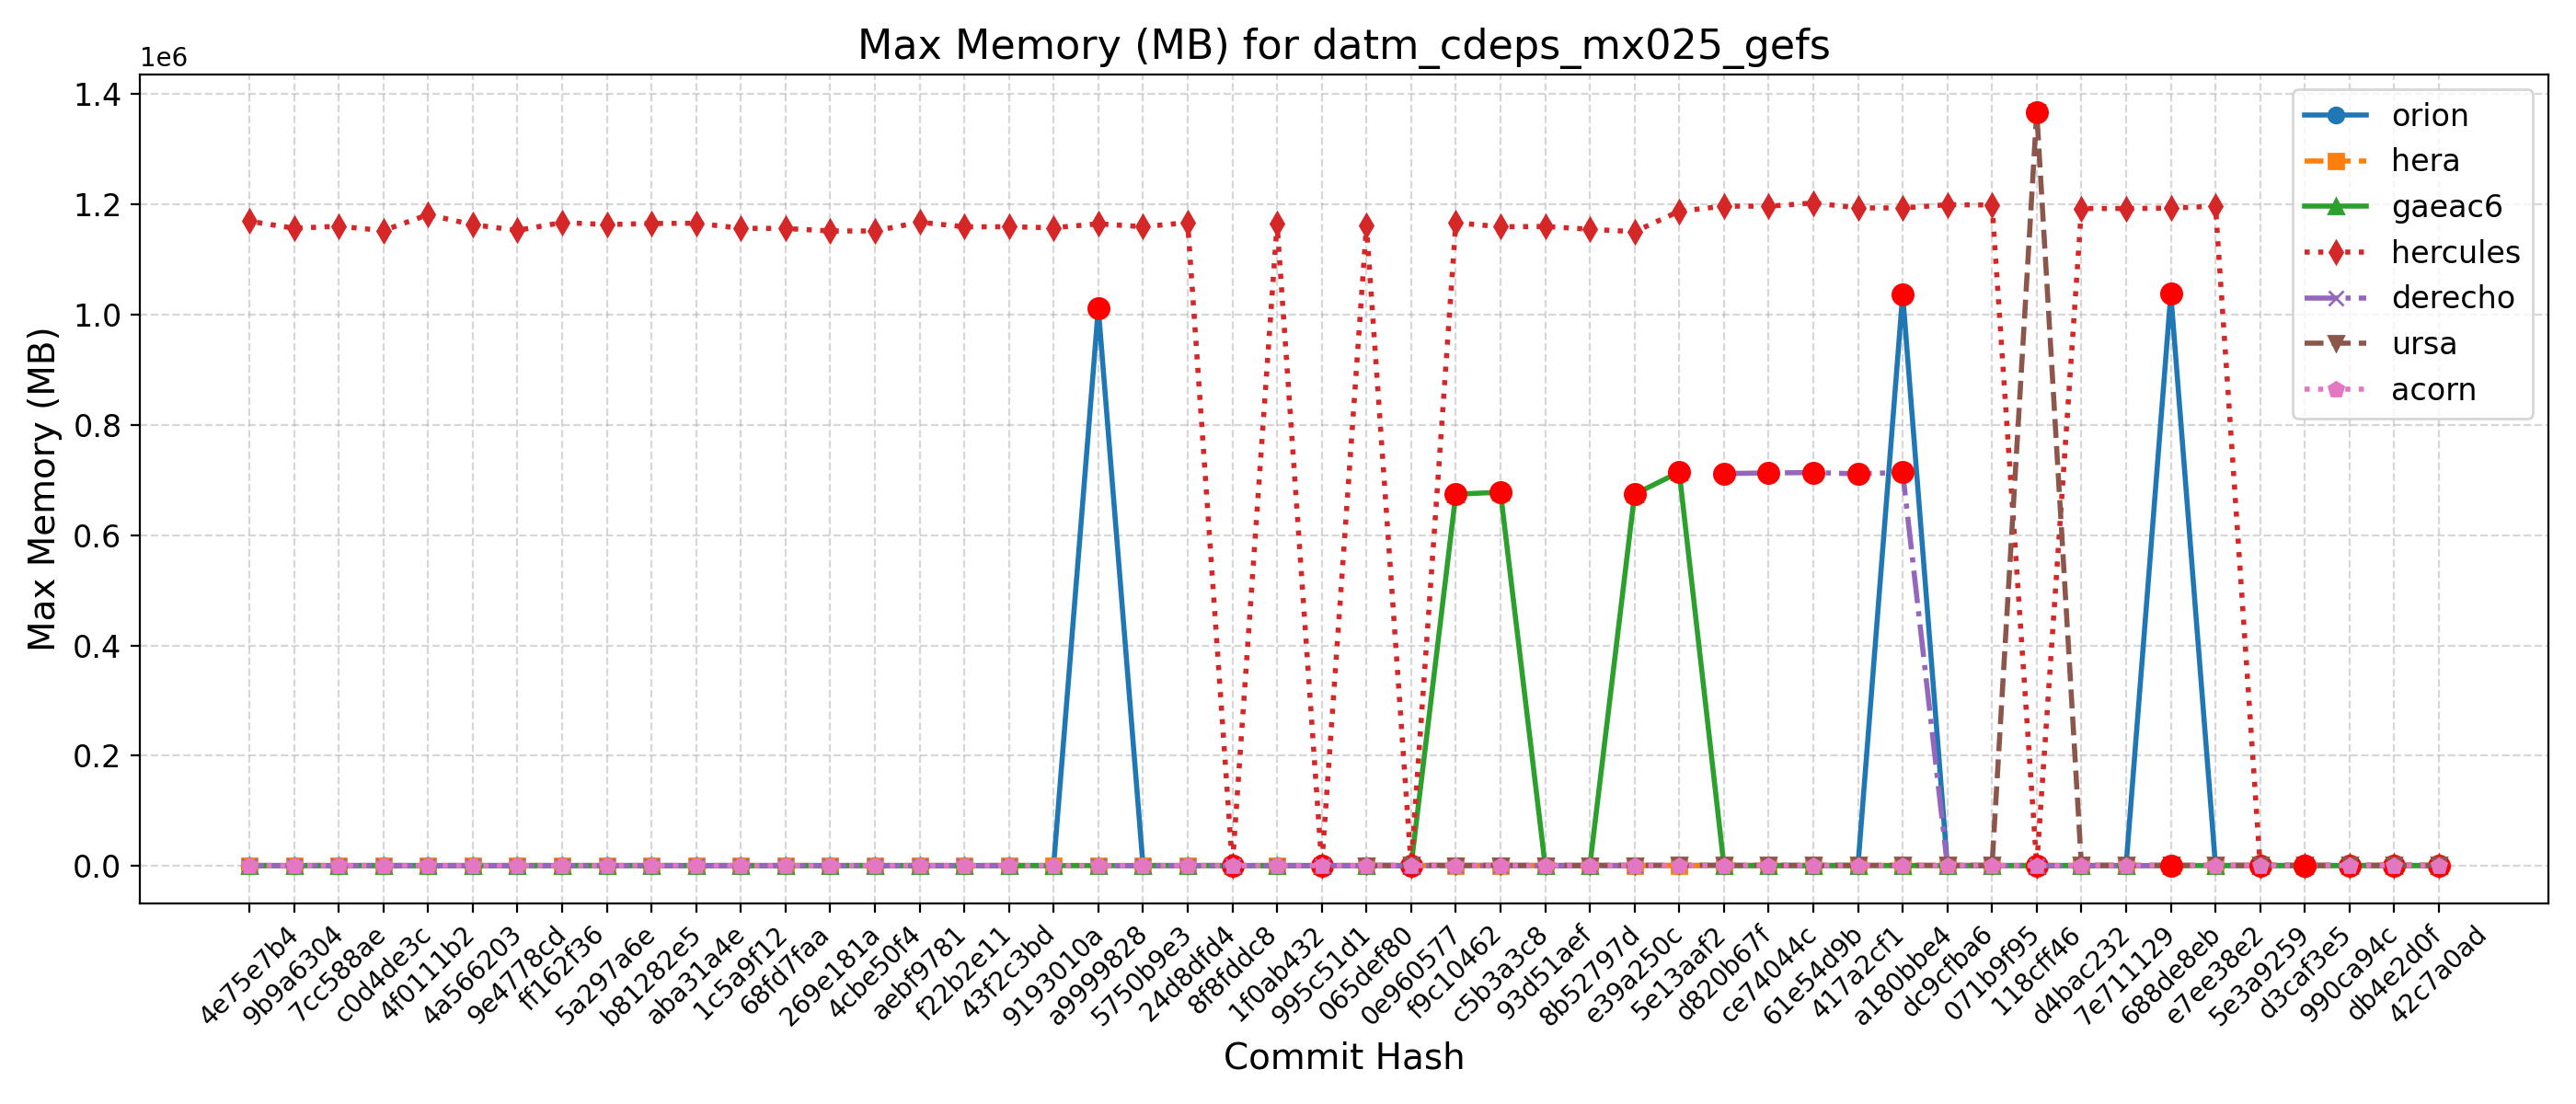 Max Memory (MB) for datm_cdeps_mx025_gefs
1e6
1.4
1.2
1.0
0.8
0.6
0.4
0.2
0.0
Max Memory (MB)
orion
hera
gaeac6
hercules
derecho
ursa
acorn
4e75e7b4
9b9a6304
7cc588ae
c0d4de3c
4f0111b2
4a566203
9e4778cd
ff162f36
5a297a6e
b81282e5
aba31a4e
1c5a9f12
68fd7faa
269e181a
4cbe50f4
aebf9781
f22b2e11
43f2c3bd
9193010a
a9999828
5750b9e3
24d8dfd4
8f8fddc8
1f0ab432
995c51d1
065def80
0e960577
f9c10462
c5b3a3c8
93d51aef
8b52797d
e39a250c
5e13aaf2
d820b67f
ce74044c
61e54d9b
417a2cf1
a180bbe4
dc9cfba6
071b9f95
118cff46
d4bac232
7e711129
688de8eb
e7ee38e2
5e3a9259
d3caf3e5
990ca94c
db4e2d0f
42c7a0ad
Commit Hash